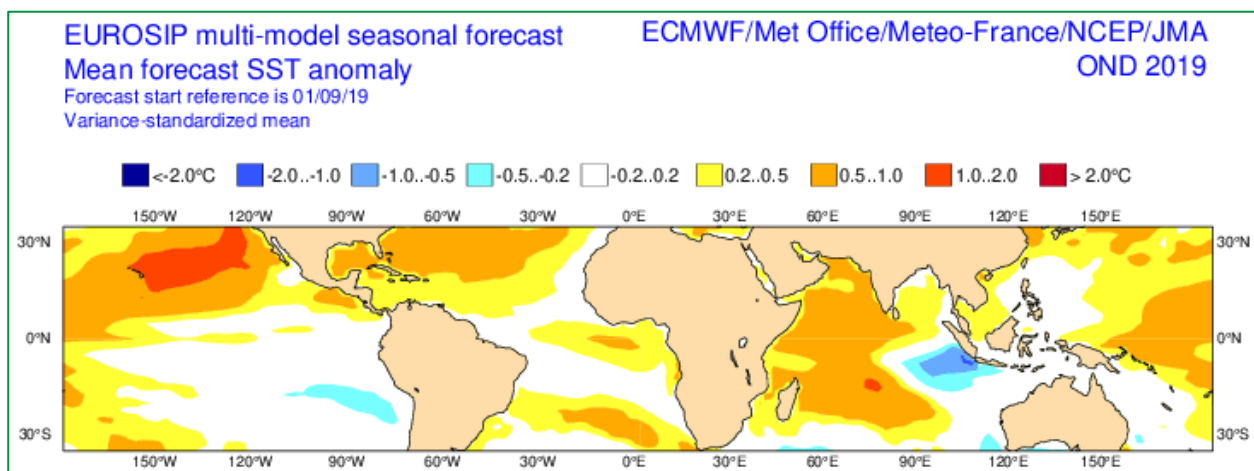 EUROSIP multi-model seasonal forecast
ECMWF/Met Office/Meteo-France/NCEP/JMA
Mean forecast SST anomaly
OND 2019
Forecast start reference is 01/09/19
Variance-standardized mean
<-2.0°C -2.0..-1.0 -1.0..-0.5 -0.5..-0.2 -0.2..0.2 0.2..0.5 0.5..1.0 1.0..2.0 > 2.0°C
150°W 120°W 90°W 60°W 30°W 0°E 30°E 60°E 90°E 120°E 150°E
30°N 30°N
0°N 0°N
30°S 30°S
150°W 120°W 90°W 60°W 30°W 0°E 30°E 60°E 90°E 120°E 150°E